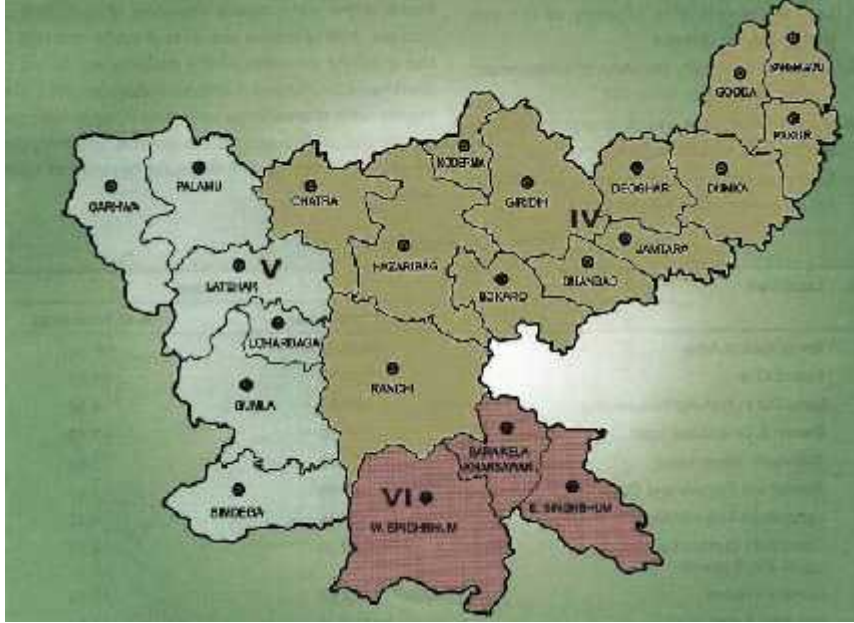 GODDA
PAKUR
KODERMA
PALAMU
DEOGHAR
DUMKA
GARHWA
CHATRA
GIRIDIH
IV
JAMTARA
HAZARIBAG
V
DHANBAD
LATEHAR
BOKARO
LOHARDAGA
RANCHI
GUMLA
SARAIKELA
KHARSAWAN
VI
E. SINGHBHUM
SIMDEGA
W. SINGHBHUM